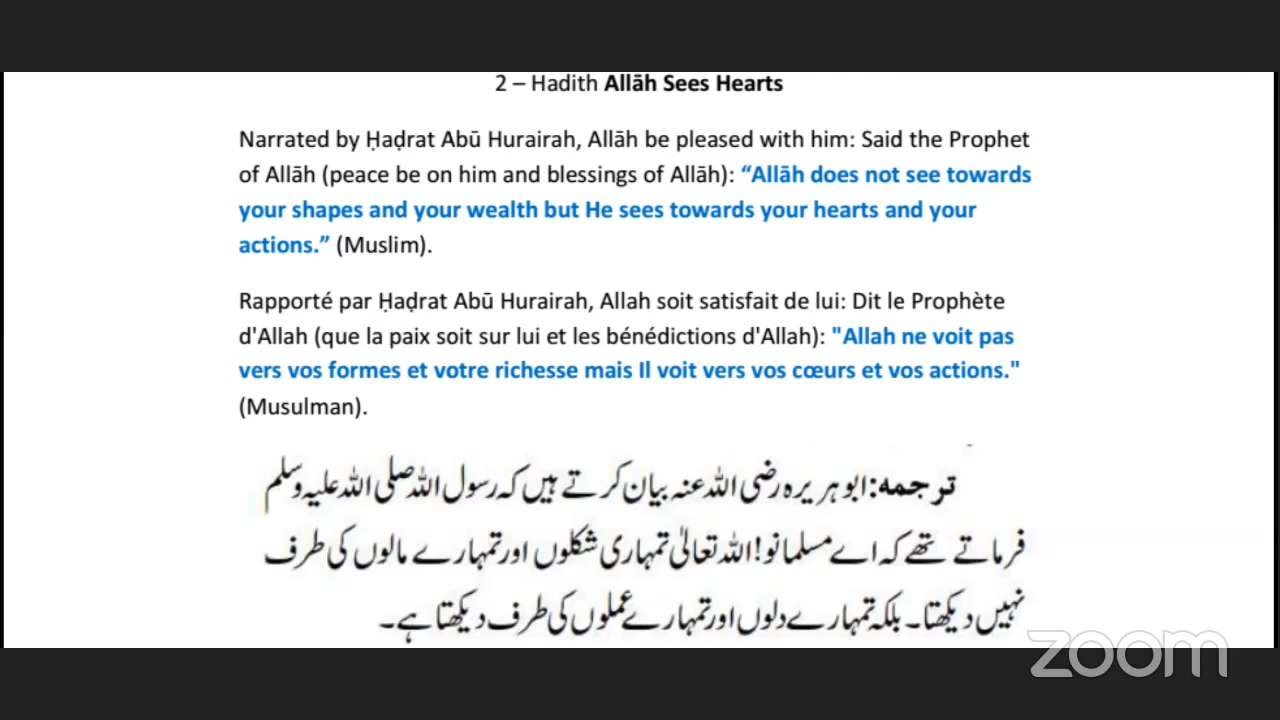 2 – Hadith Allāh Sees Hearts
Narrated by Ḥaḍrat Abū Hurairah, Allāh be pleased with him: Said the Prophet
of Allāh (peace be on him and blessings of Allāh): “Allāh does not see towards
your shapes and your wealth but He sees towards your hearts and your
actions.” (Muslim).
Rapporté par Ḥaḍrat Abū Hurairah, Allah soit satisfait de lui: Dit le Prophète
d'Allah (que la paix soit sur lui et les bénédictions d'Allah): "Allah ne voit pas
vers vos formes et votre richesse mais Il voit vers vos cœurs et vos actions."
(Musulman).
ترجمہ: ابو ہریرہ رضی اللہ عنہ بیان کرتے ہیں کہ رسول اللہ صلی اللہ علیہ وسلم
فرماتے تھے کہ اے مسلمانو! اللہ تعالیٰ تمہاری شکلوں اور تمہارے مالوں کی طرف
نہیں دیکھتا۔ بلکہ تمہارے دلوں اور تمہارے عملوں کی طرف دیکھتا ہے۔
zoom